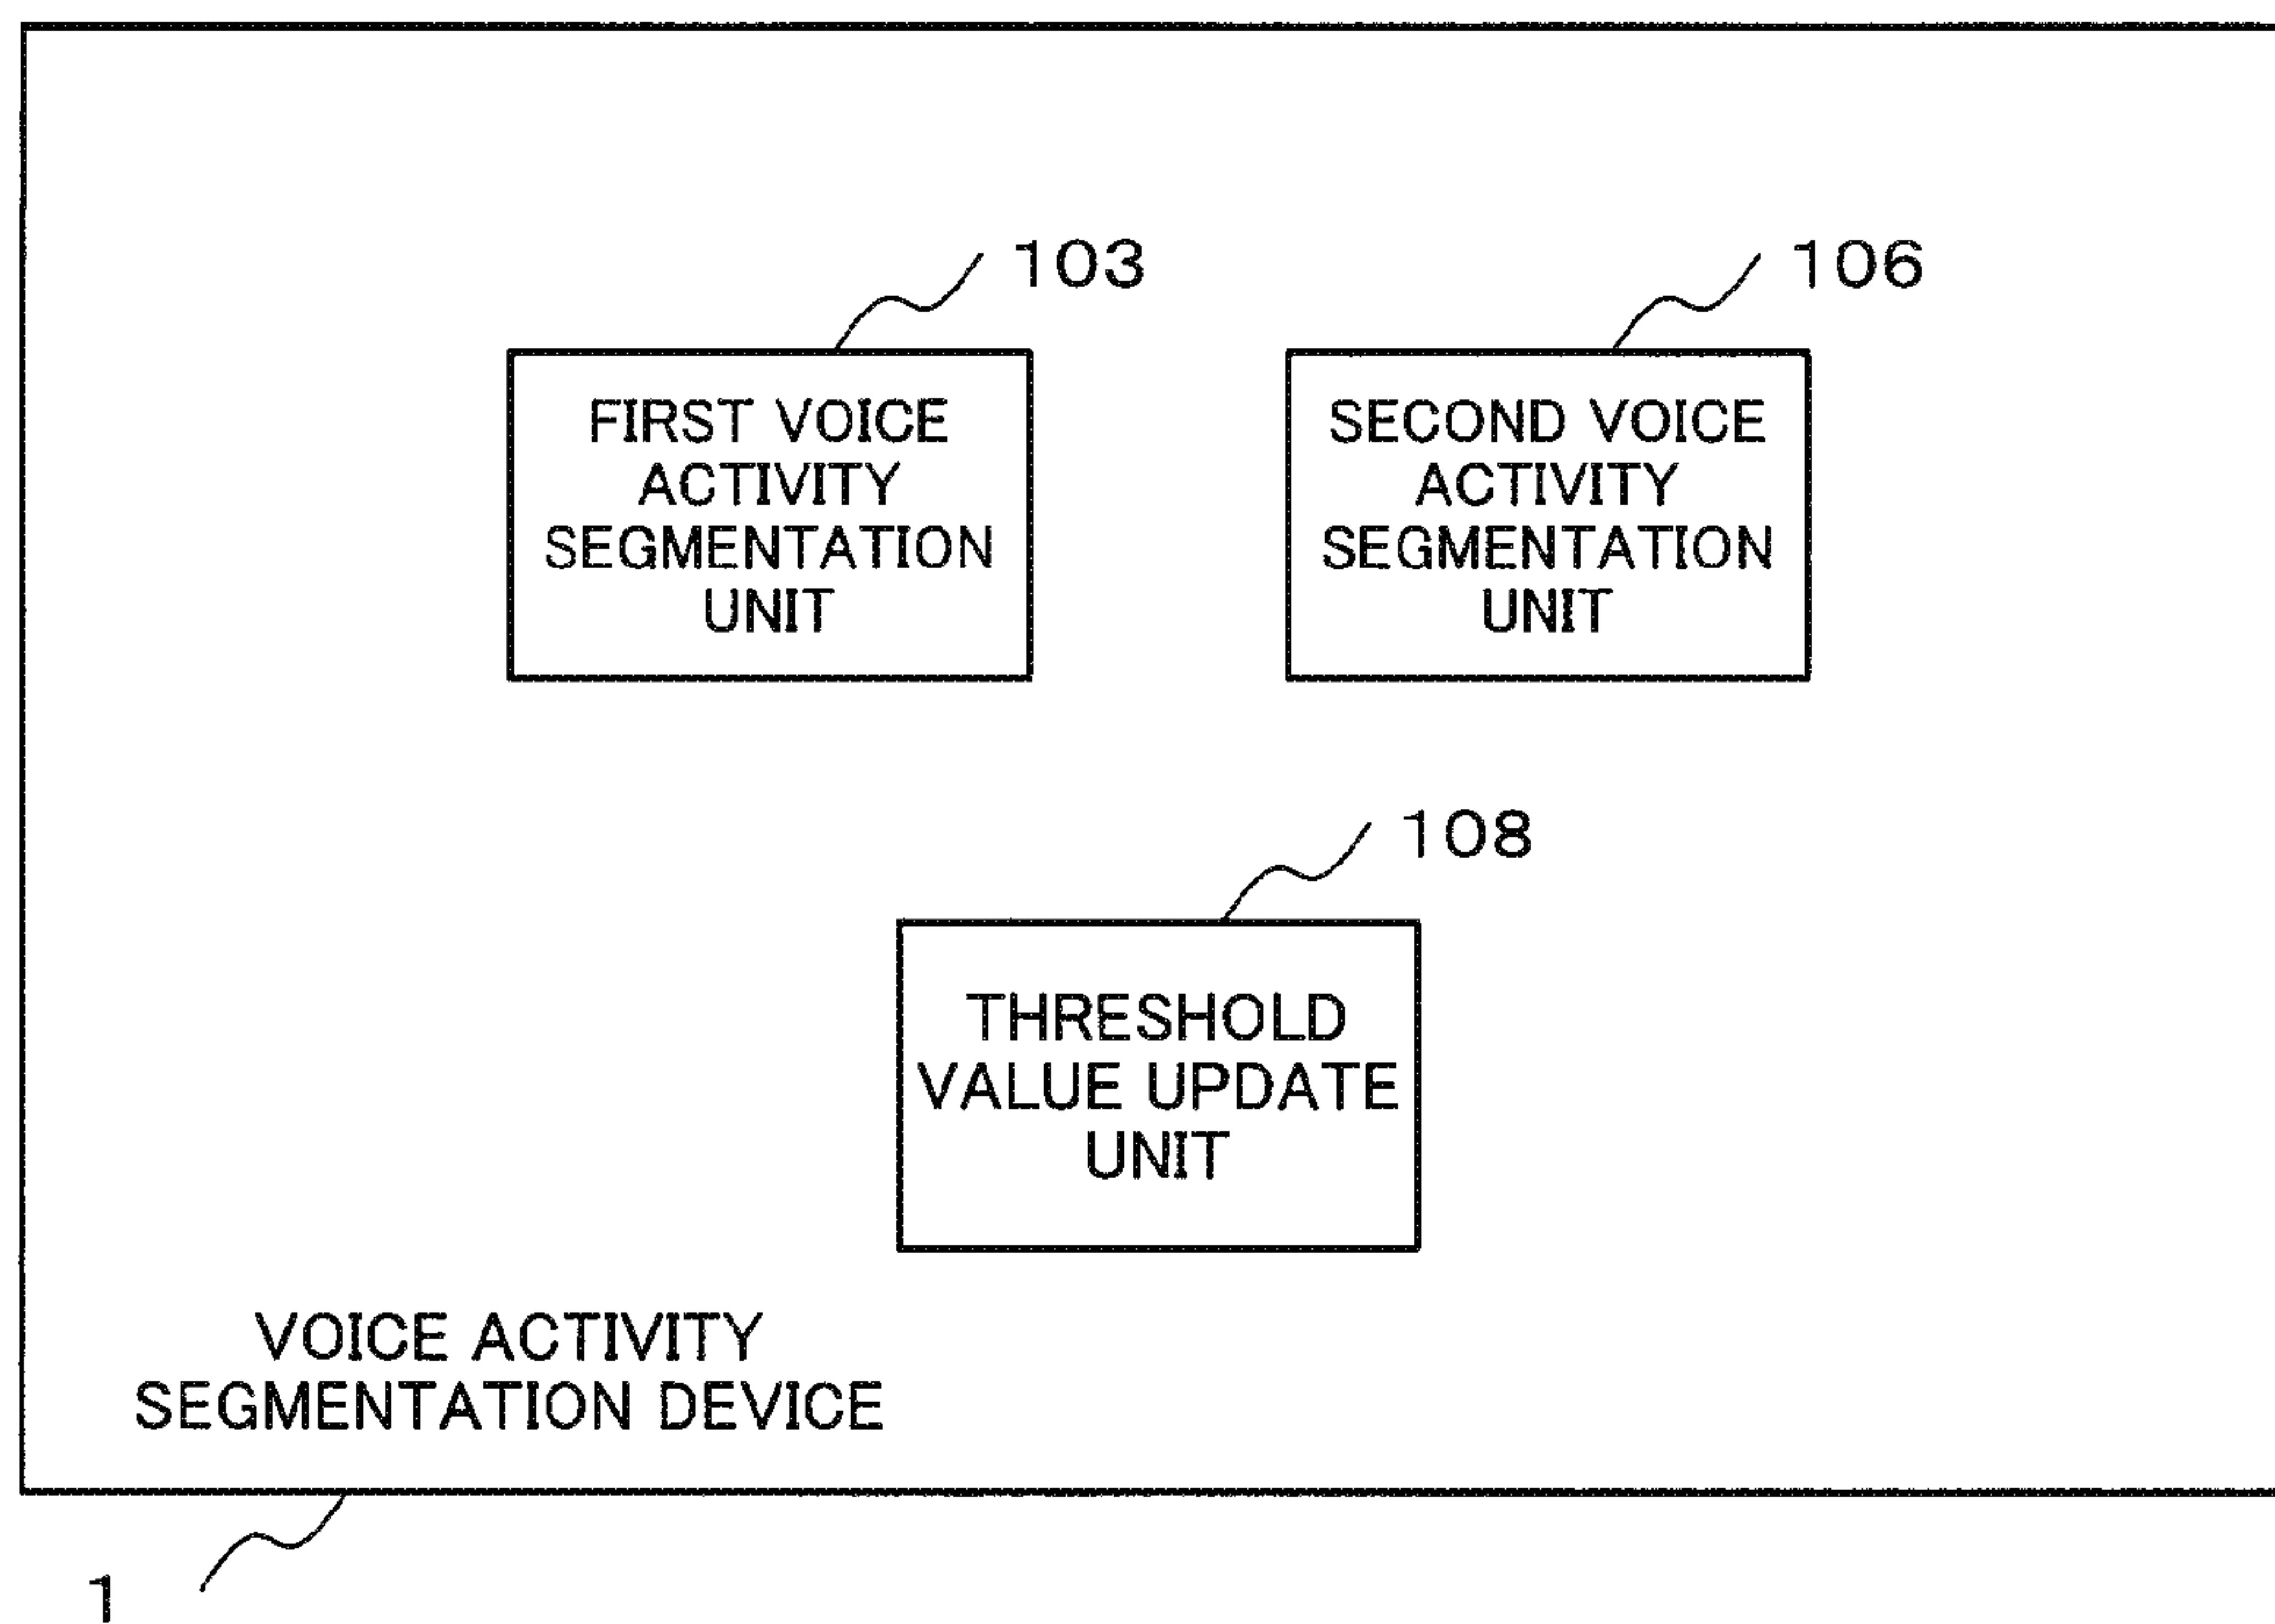 103
FIRST VOICE
ACTIVITY
SEGMENTATION
UNIT
106
SECOND VOICE
ACTIVITY
SEGMENTATION
UNIT
108
THRESHOLD
VALUE UPDATE
UNIT
VOICE ACTIVITY
SEGMENTATION DEVICE
1